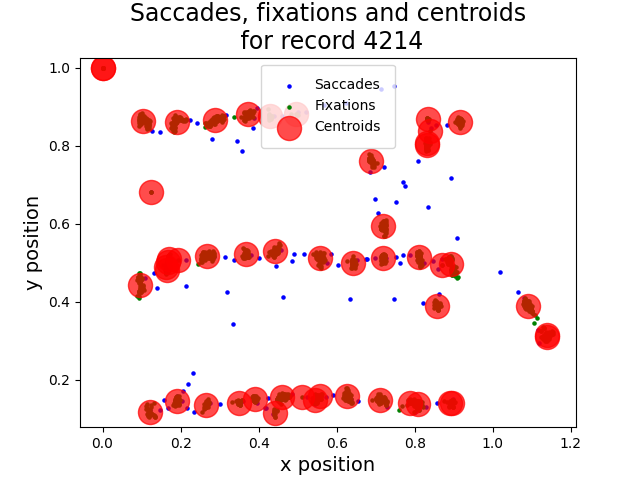 Saccades, fixations and centroids
for record 4214
Saccades
Fixations
Centroids
1.0
0.8
0.6
0.4
0.2
y position
0.0
0.2
0.4
0.6
0.8
1.0
1.2
x position